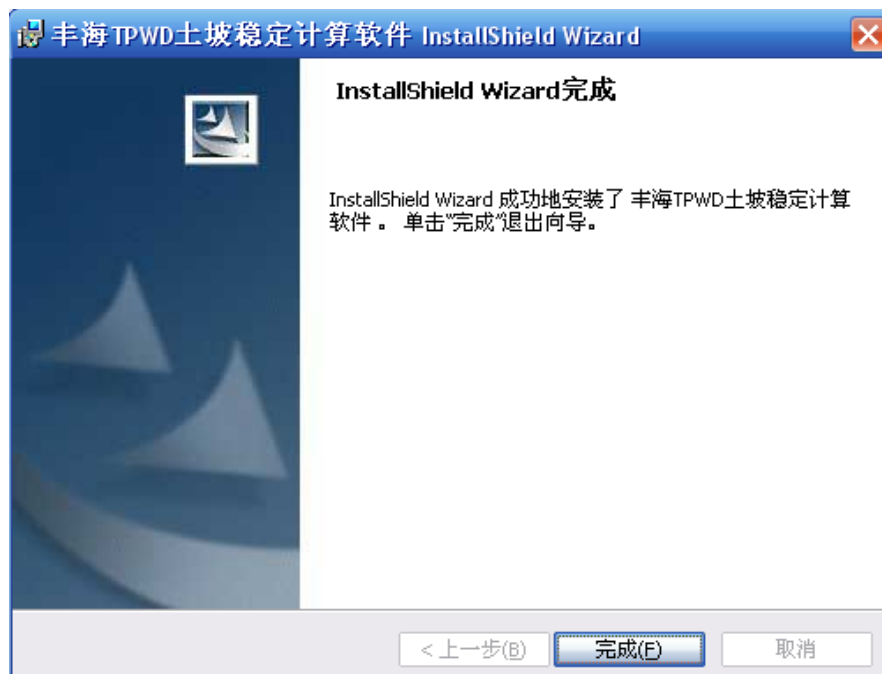 丰海TPWD土坡稳定计算软件 InstallShield Wizard
InstallShield Wizard完成
InstallShield Wizard 成功地安装了 丰海TPWD土坡稳定计算
软件 。 单击"完成"退出向导。
< 上一步(B) 完成(F) 取消